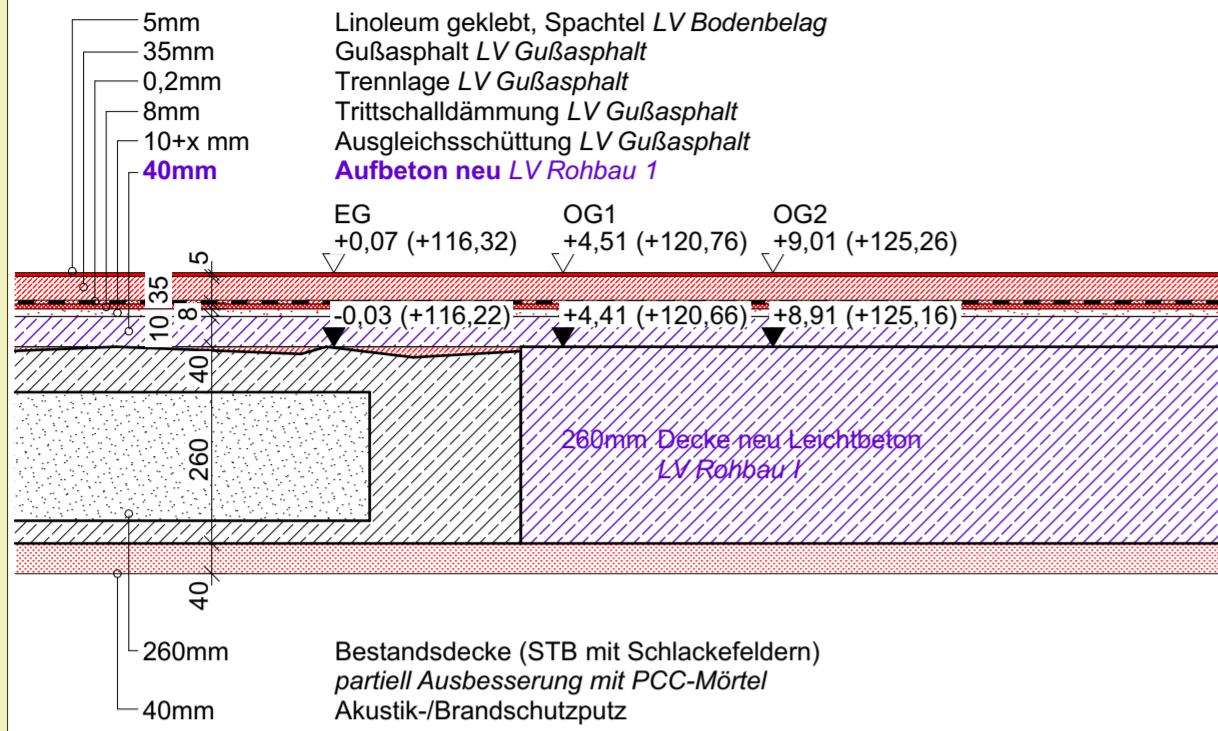 5mm Linoleum geklebt, Spachtel LV Bodenbelag
35mm Gußasphalt LV Gußasphalt
0,2mm Trennlage LV Gußasphalt
8mm Trittschalldämmung LV Gußasphalt
10+x mm Ausgleichsschüttung LV Gußasphalt
40mm Aufbeton neu LV Rohbau 1
EG OG1 OG2
+0,07 (+116,32) +4,51 (+120,76) +9,01 (+125,26)
5
35
8
10
-0,03 (+116,22) +4,41 (+120,66) +8,91 (+125,16)
40
260
260mm Decke neu Leichtbeton
LV Rohbau I
40
260mm Bestandsdecke (STB mit Schlackefeldern)
partiell Ausbesserung mit PCC-Mörtel
40mm Akustik-/Brandschutzputz